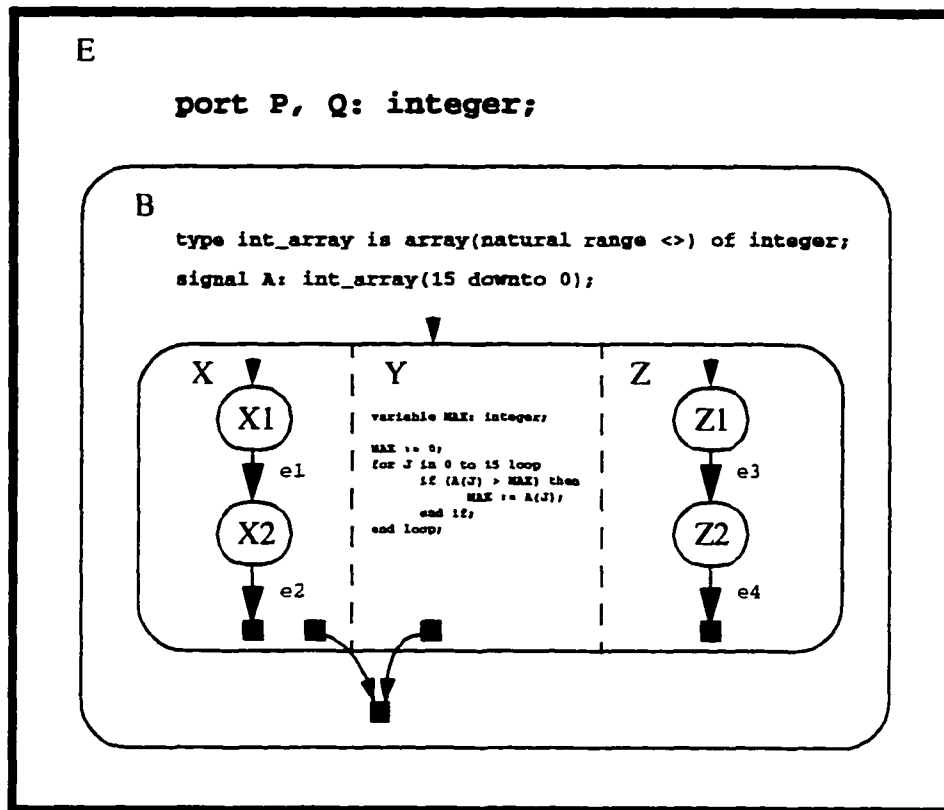 E
port P, Q: integer;
B
type int_array is array(natural range <>) of integer;
signal A: int_array(15 downto 0);
X
Y
Z
X1
variable MAX: integer;
Z1
MAX := 0;
for J in 0 to 15 loop
if (A(J) > MAX) then
MAX := A(J);
end if;
end loop;
e1
e3
X2
Z2
e2
e4